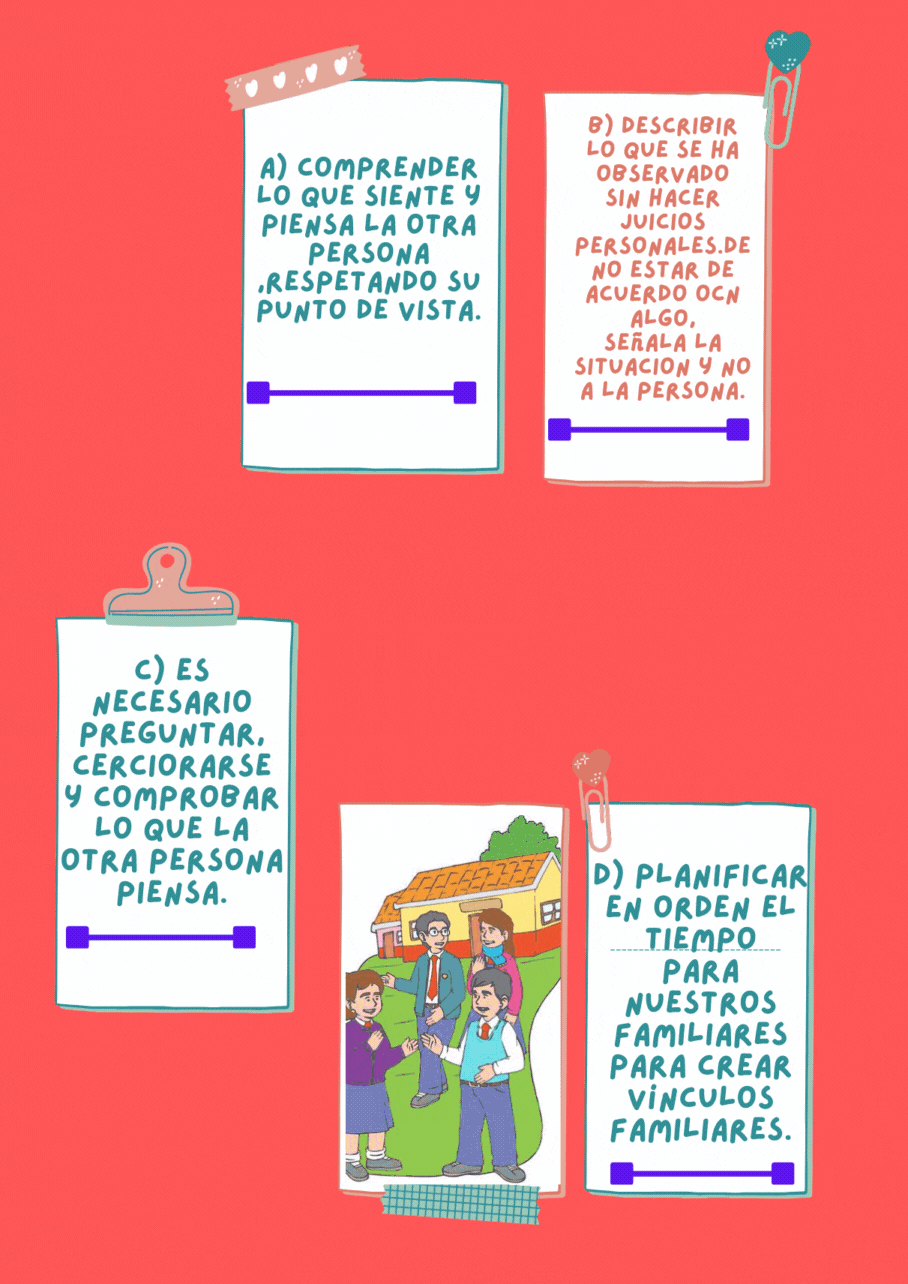 A) COMPRENDER
LO QUE SIENTE Y
PIENSA LA OTRA
PERSONA
,RESPETANDO SU
PUNTO DE VISTA.
B) DESCRIBIR
LO QUE SE HA
OBSERVADO
SIN HACER
JUICIOS
PERSONALES.DE
NO ESTAR DE
ACUERDO OCN
ALGO,
SEÑALA LA
SITUACION Y NO
A LA PERSONA.
C) ES
NECESARIO
PREGUNTAR,
CERCIORARSE
Y COMPROBAR
LO QUE LA
OTRA PERSONA
PIENSA.
D) PLANIFICAR
EN ORDEN EL
TIEMPO
PARA
NUESTROS
FAMILIARES
PARA CREAR
VÍNCULOS
FAMILIARES.